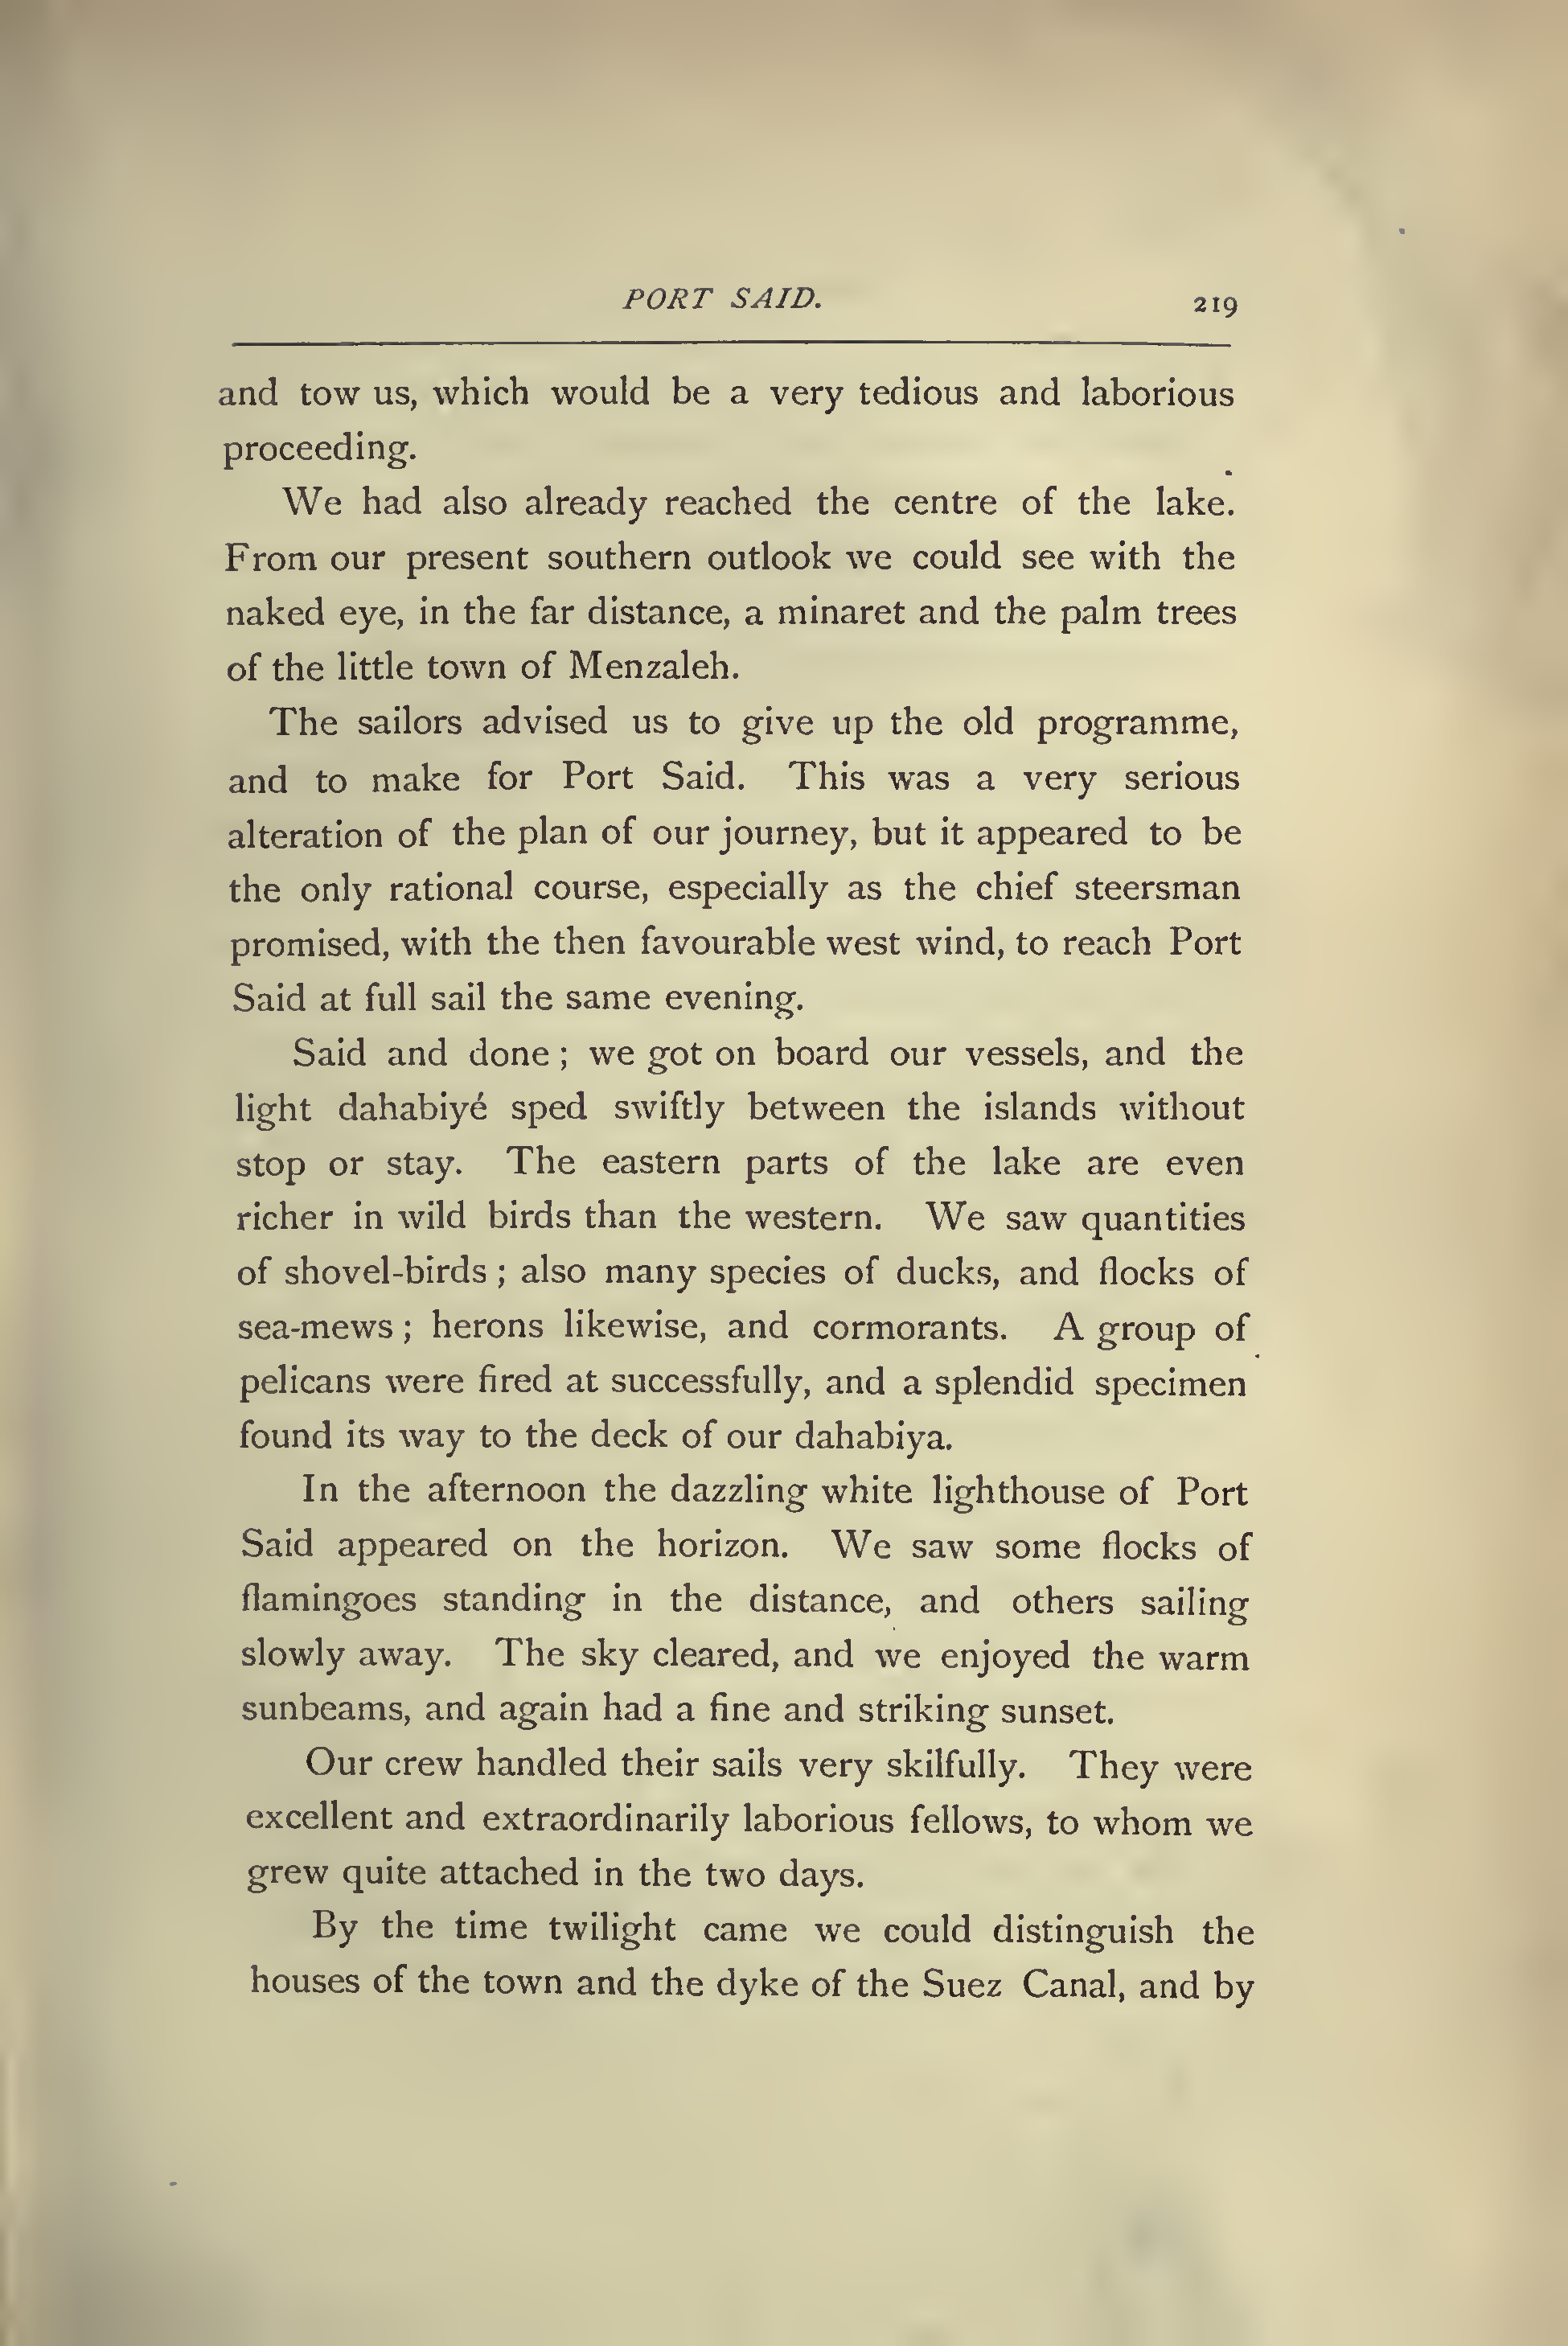 PORT SAID. 219
and tow us, which would be a very tedious and laborious
proceeding.
We had also already reached the centre of the lake.
From our present southern outlook we could see with the
naked eye, in the far distance, a minaret and the palm trees
of the little town of Menzaleh.
The sailors advised us to give up the old programme,
and to make for Port Said. This was a very serious
alteration of the plan of our journey, but it appeared to be
the only rational course, especially as the chief steersman
promised, with the then favourable west wind, to reach Port
Said at full sail the same evening.
Said and done ; we got on board our vessels, and the
light dahabiyé sped swiftly between the islands without
stop or stay. The eastern parts of the lake are even
richer in wild birds than the western. We saw quantities
of shovel-birds ; also many species of ducks, and flocks of
sea-mews ; herons likewise, and cormorants. A group of
pelicans were fired at successfully, and a splendid specimen
found its way to the deck of our dahabiya.
In the afternoon the dazzling white lighthouse of Port
Said appeared on the horizon. We saw some flocks of
flamingoes standing in the distance, and others sailing
slowly away. The sky cleared, and we enjoyed the warm
sunbeams, and again had a fine and striking sunset.
Our crew handled their sails very skilfully. They were
excellent and extraordinarily laborious fellows, to whom we
grew quite attached in the two days.
By the time twilight came we could distinguish the
houses of the town and the dyke of the Suez Canal, and by